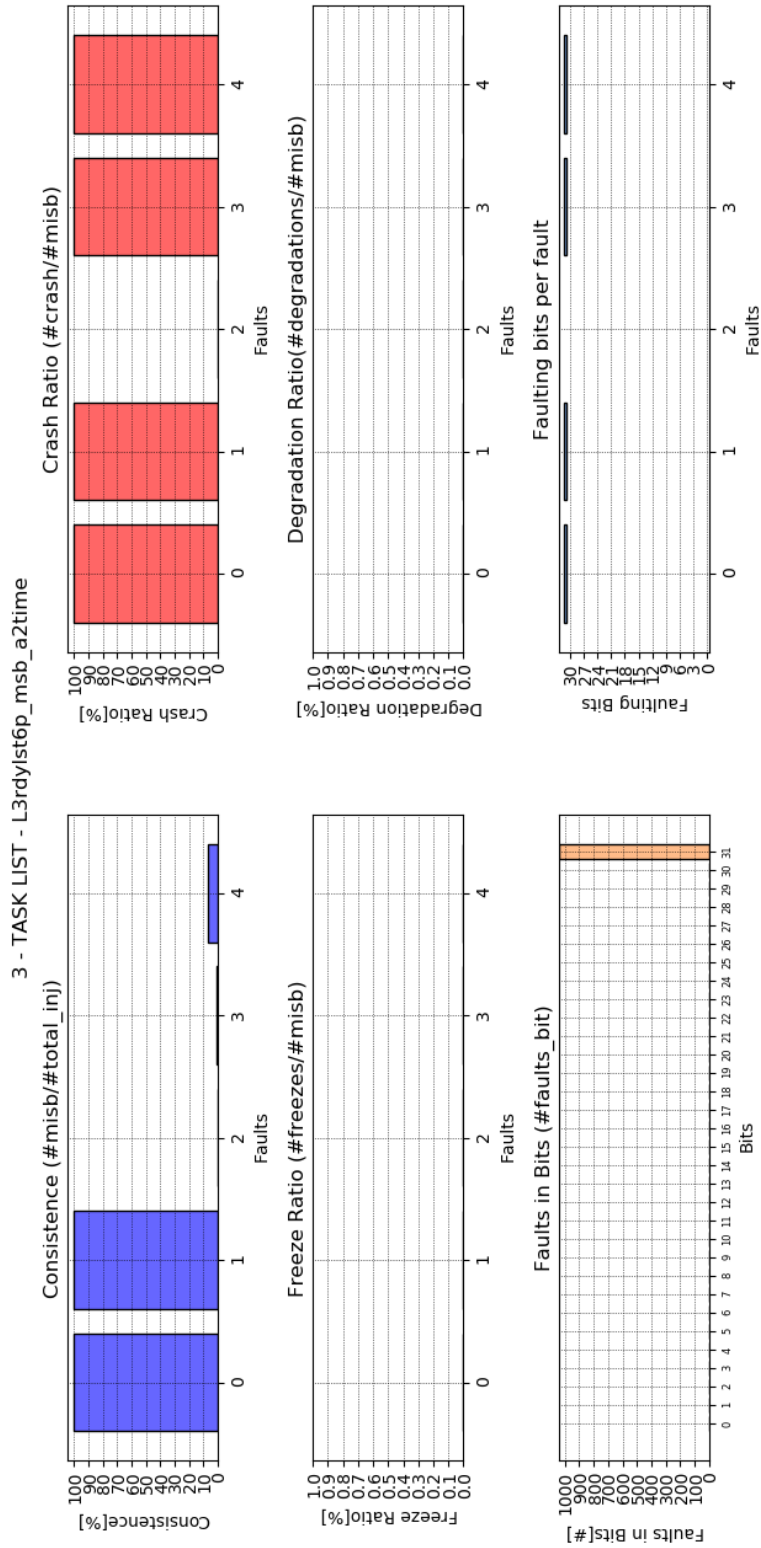 3 - TASK LIST - L3rdylst6p_msb_a2time
Consistence (#misb/#total_inj)
Consistence[%]
100
90
80
70
60
50
40
30
20
10
0
0 1 2 3 4
Faults
Crash Ratio (#crash/#misb)
Crash Ratio[%]
100
90
80
70
60
50
40
30
20
10
0
0 1 2 3 4
Faults
Freeze Ratio (#freezes/#misb)
Freeze Ratio[%]
1.0
0.9
0.8
0.7
0.6
0.5
0.4
0.3
0.2
0.1
0.0
0 1 2 3 4
Faults
Degradation Ratio(#degradations/#misb)
Degradation Ratio[%]
1.0
0.9
0.8
0.7
0.6
0.5
0.4
0.3
0.2
0.1
0.0
0 1 2 3 4
Faults
Faults in Bits (#faults_bit)
Faults in Bits[#]
1000
900
800
700
600
500
400
300
200
100
0
0 1 2 3 4 5 6 7 8 9 10 11 12 13 14 15 16 17 18 19 20 21 22 23 24 25 26 27 28 29 30 31
Bits
Faulting bits per fault
Faulting Bits
30
27
24
21
18
15
12
9
6
3
0
0 1 2 3 4
Faults